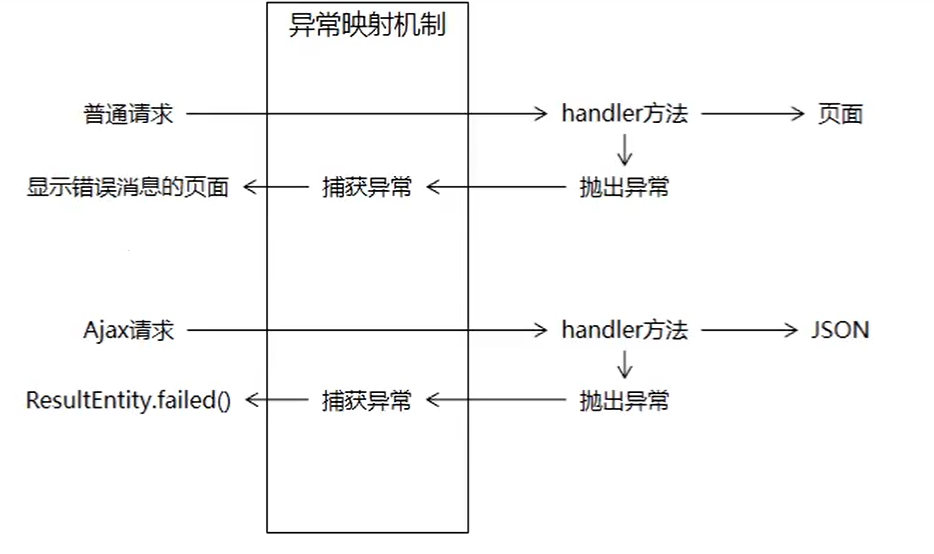 异常映射机制
普通请求 handler方法 页面
显示错误消息的页面 捕获异常 抛出异常
Ajax请求 handler方法 JSON
ResultEntity.failed() 捕获异常 抛出异常